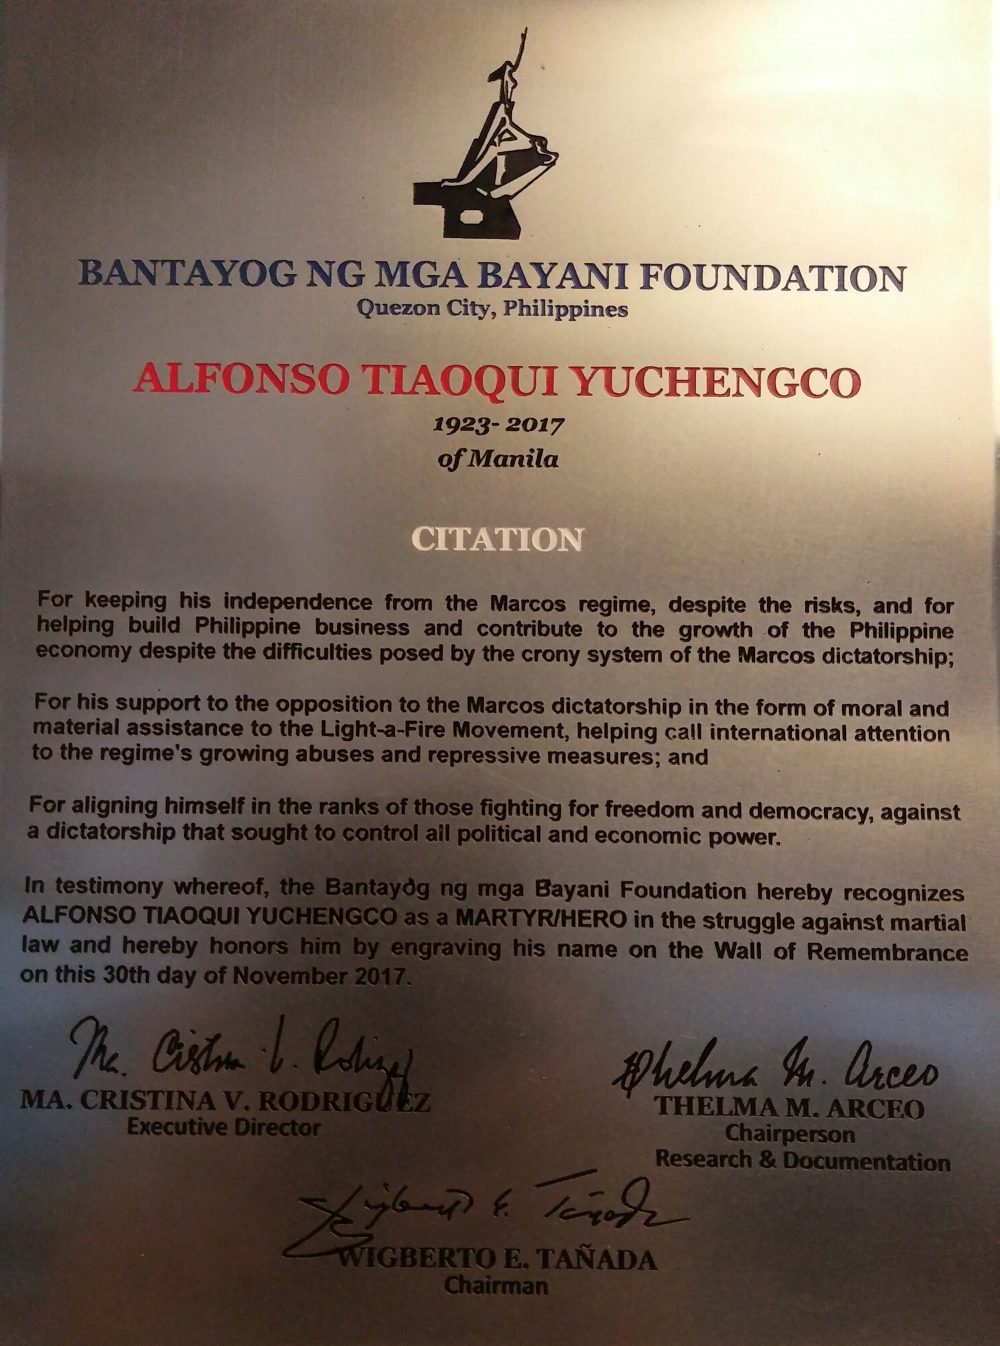 BANTAYOG NG MGA BAYANI FOUNDATION
Quezon City, Philippines
ALFONSO TIAOQUI YUCHENGCO
1923- 2017
of Manila
CITATION
For keeping his independence from the Marcos regime, despite the risks, and for
helping build Philippine business and contribute to the growth of the Philippine
economy despite the difficulties posed by the crony system of the Marcos dictatorship;
For his support to the opposition to the Marcos dictatorship in the form of moral and
material assistance to the Light-a-Fire Movement, helping call international attention
to the regime's growing abuses and repressive measures; and
For aligning himself in the ranks of those fighting for freedom and democracy, against
a dictatorship that sought to control all political and economic power.
In testimony whereof, the Bantayog ng mga Bayani Foundation hereby recognizes
ALFONSO TIAOQUI YUCHENGCO as a MARTYR/HERO in the struggle against martial
law and hereby honors him by engraving his name on the Wall of Remembrance
on this 30th day of November 2017.
Ma. Cristina V. Rodriguez
MA. CRISTINA V. RODRIGUEZ
Executive Director
Thelma M. Arceo
THELMA M. ARCEO
Chairperson
Research & Documentation
Wigberto E. Tañada
WIGBERTO E. TAÑADA
Chairman